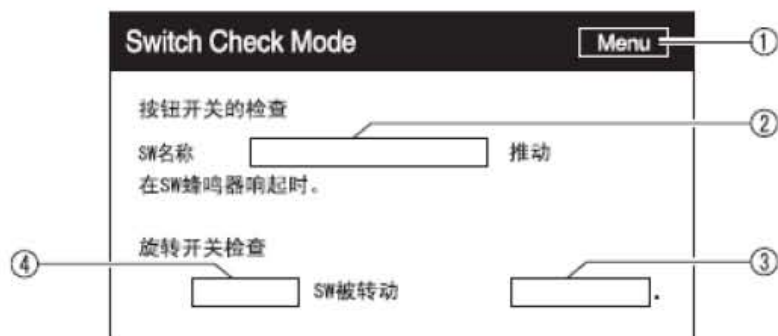 Switch Check Mode Menu ①
按钮开关的检查
②
SW名称 推动
在SW蜂鸣器响起时。
旋转开关检查
④ ③
SW被转动 .